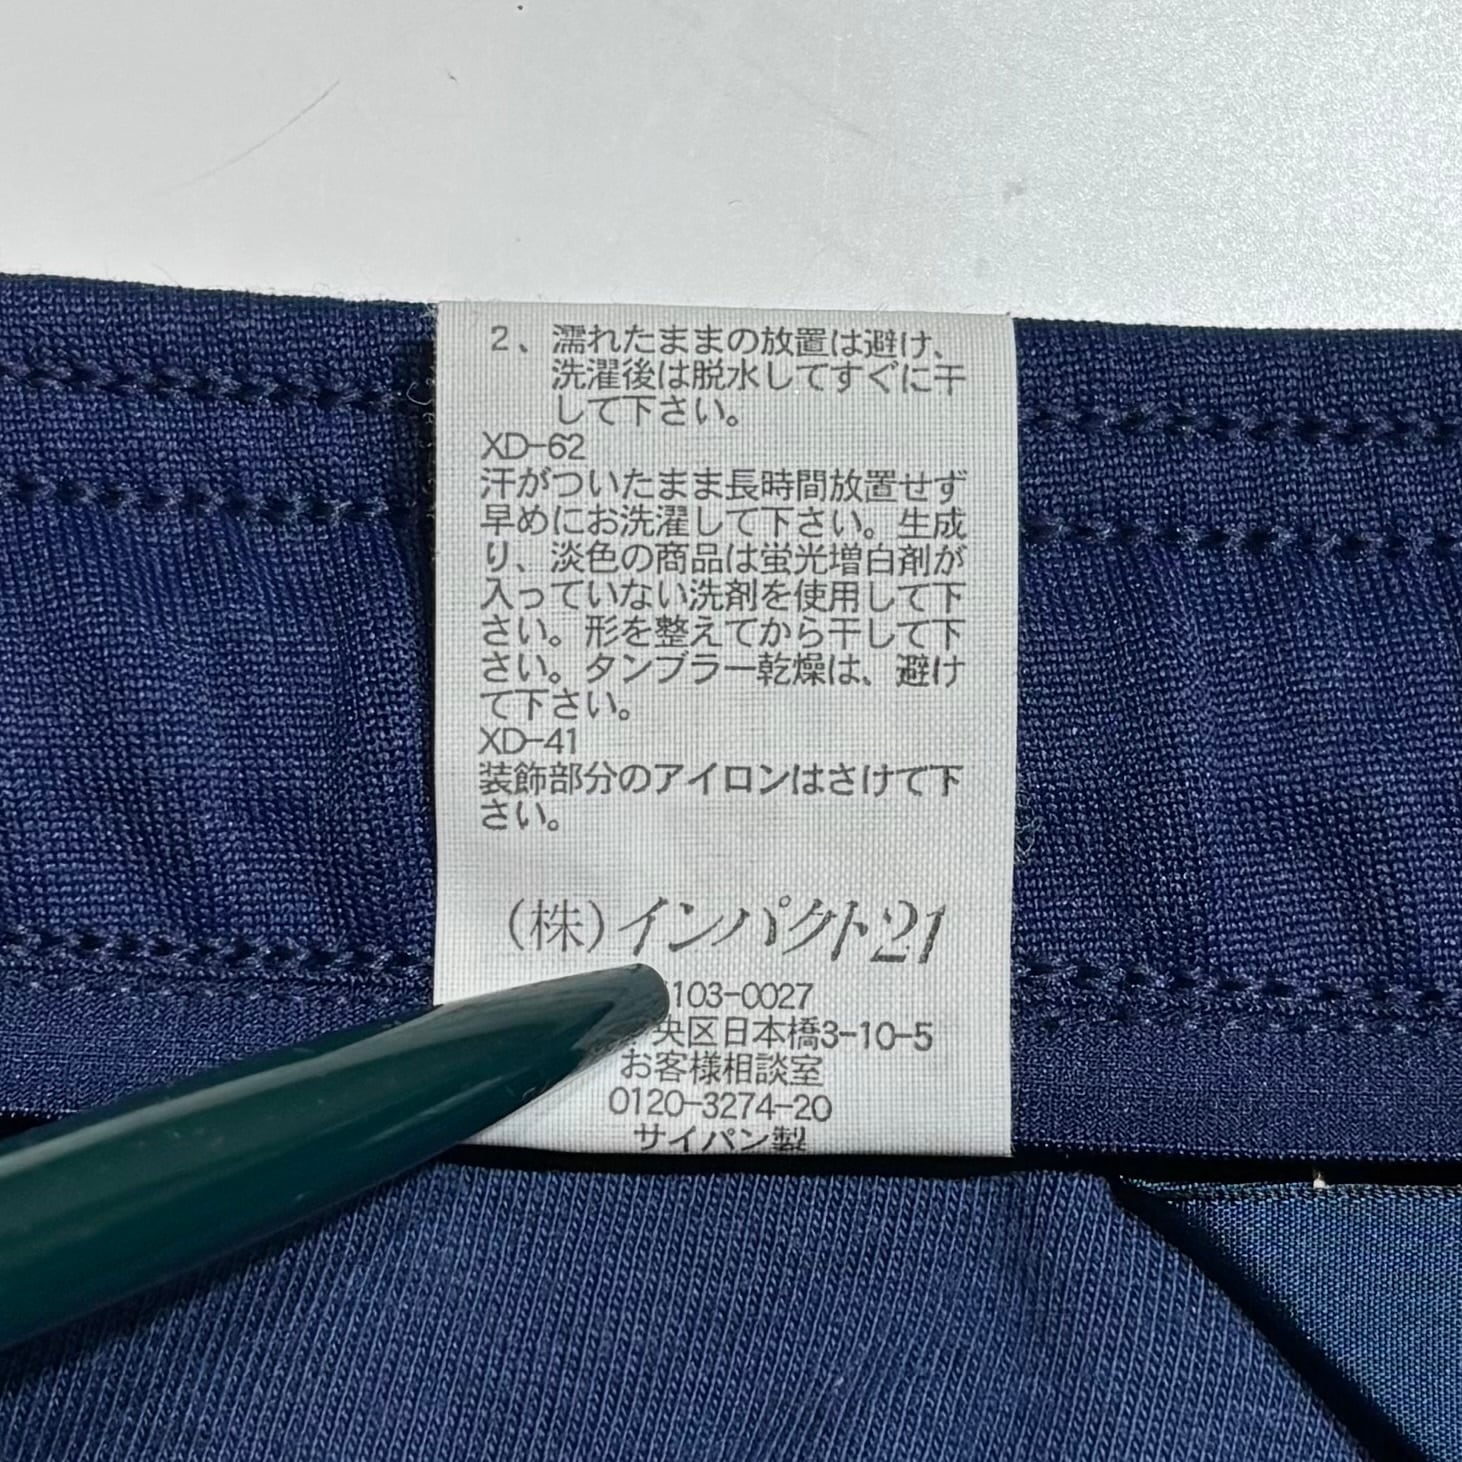 2、濡れたままの放置は避け、
洗濯後は脱水してすぐに干
して下さい。
XD-62
汗がついたまま長時間放置せず
早めにお洗濯して下さい。生成
り、淡色の商品は蛍光増白剤が
入っていない洗剤を使用して下
さい。形を整えてから干して下
さい。タンブラー乾燥は、避け
て下さい。
XD-41
装飾部分のアイロンはさけて下
さい。
(株)インパクト21
103-0027
央区日本橋3-10-5
お客様相談室
0120-3274-20
サイパン製